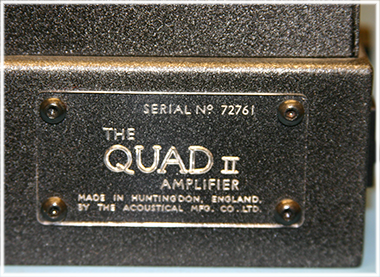 SERIAL Nº 72761
THE
QUAD II
AMPLIFIER
MADE IN HUNTINGDON, ENGLAND.
BY THE ACOUSTICAL MFG. CO. LTD.